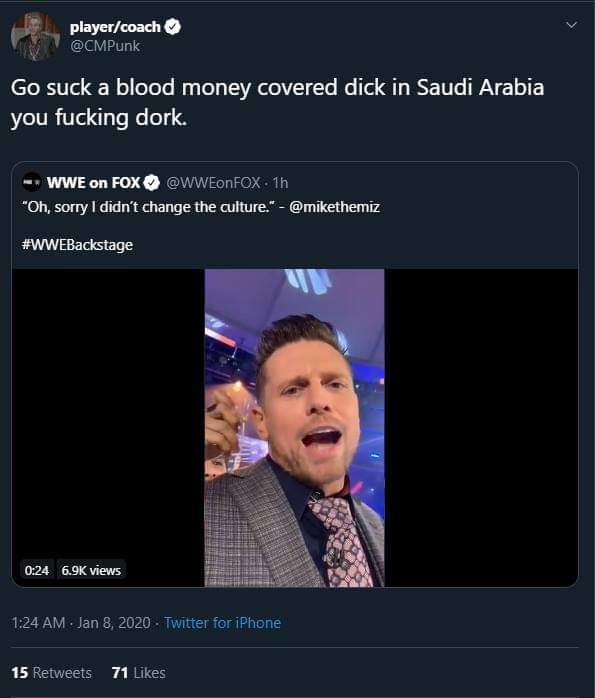 player/coach
@CMPunk
Go suck a blood money covered dick in Saudi Arabia
you fucking dork.
WWE on FOX @WWEonFOX · 1h
"Oh, sorry I didn't change the culture." - @mikethemiz
#WWEBackstage
0:24 6.9K views
1:24 AM · Jan 8, 2020 · Twitter for iPhone
15 Retweets 71 Likes